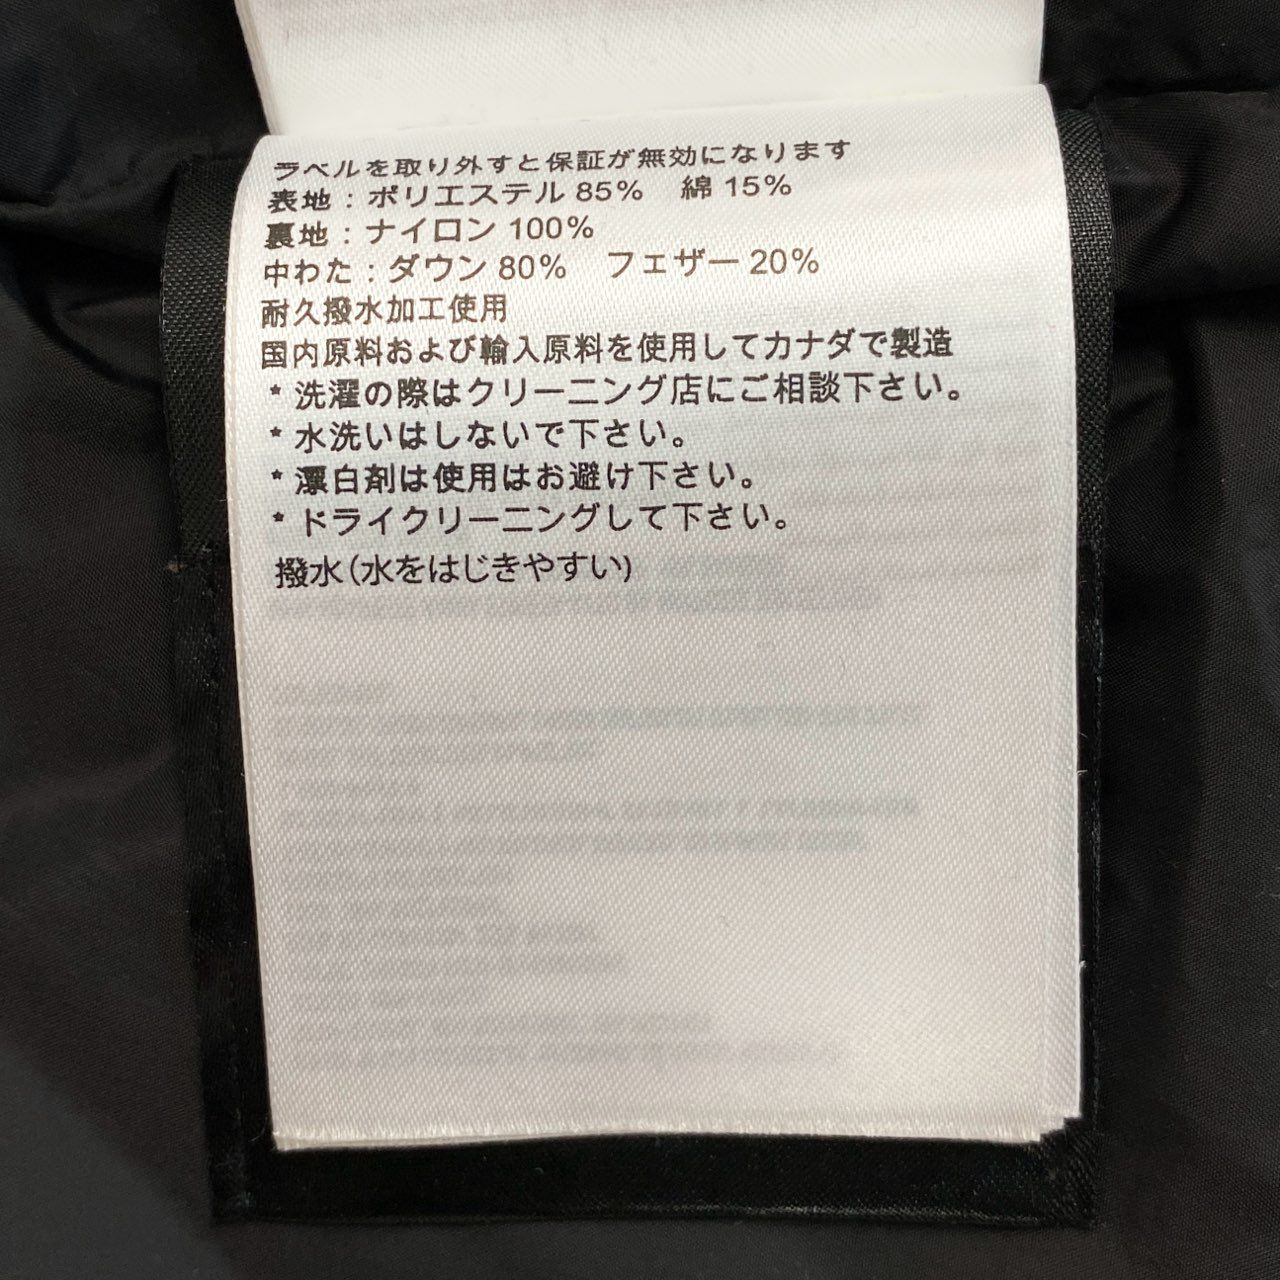 ラベルを取り外すと保証が無効になります
表地：ポリエステル 85%　綿 15%
裏地：ナイロン 100%
中わた：ダウン 80%　フェザー 20%
耐久撥水加工使用
国内原料および輸入原料を使用してカナダで製造
* 洗濯の際はクリーニング店にご相談下さい。
* 水洗いはしないで下さい。
* 漂白剤は使用はお避け下さい。
* ドライクリーニングして下さい。
撥水（水をはじきやすい)